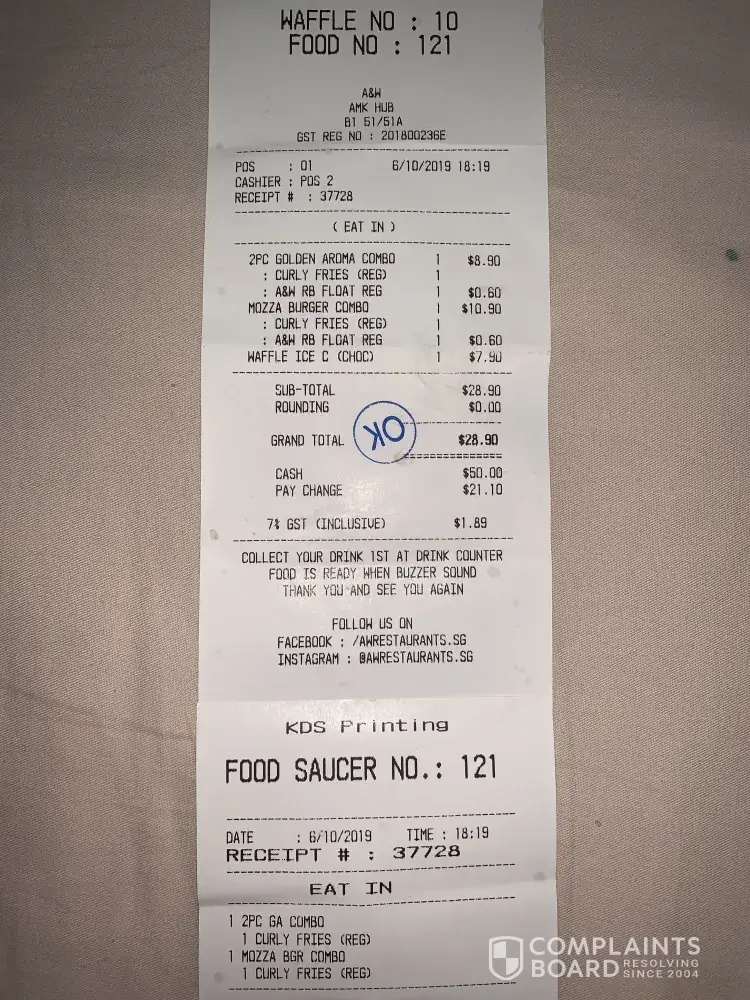 WAFFLE NO : 10
FOOD NO : 121
A&W
AMK HUB
B1 51/51A
GST REG NO : 201800236E
POS : 01 6/10/2019 18:19
CASHIER : POS 2
RECEIPT # : 37728
( EAT IN )
2PC GOLDEN AROMA COMBO 1 $8.90
: CURLY FRIES (REG) 1
: A&W RB FLOAT REG 1 $0.60
MOZZA BURGER COMBO 1 $10.90
: CURLY FRIES (REG) 1
: A&W RB FLOAT REG 1 $0.60
WAFFLE ICE C (CHOC) 1 $7.90
SUB-TOTAL $28.90
ROUNDING $0.00
OK
GRAND TOTAL $28.90
CASH $50.00
PAY CHANGE $21.10
7% GST (INCLUSIVE) $1.89
COLLECT YOUR DRINK 1ST AT DRINK COUNTER
FOOD IS READY WHEN BUZZER SOUND
THANK YOU AND SEE YOU AGAIN
FOLLOW US ON
FACEBOOK : /AWRESTAURANTS.SG
INSTAGRAM : @AWRESTAURANTS.SG
KDS Printing
FOOD SAUCER NO.: 121
DATE : 6/10/2019 TIME : 18:19
RECEIPT # : 37728
EAT IN
1 2PC GA COMBO
1 CURLY FRIES (REG)
1 MOZZA BGR COMBO
1 CURLY FRIES (REG)
COMPLAINTS
BOARD RESOLVING SINCE 2004